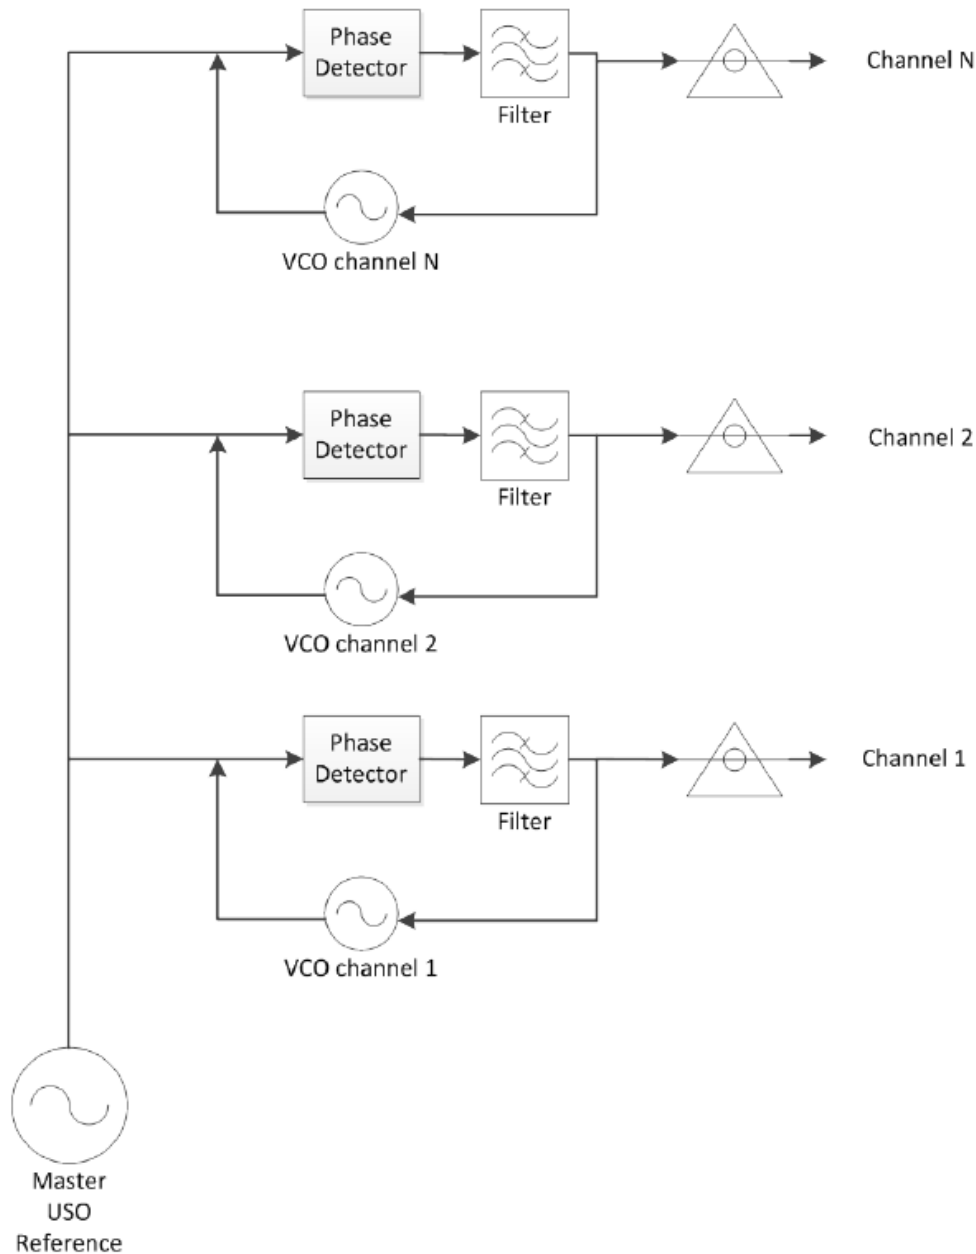 Phase
Detector
Filter
Channel N
VCO channel N
Phase
Detector
Filter
Channel 2
VCO channel 2
Phase
Detector
Filter
Channel 1
VCO channel 1
Master
USO
Reference